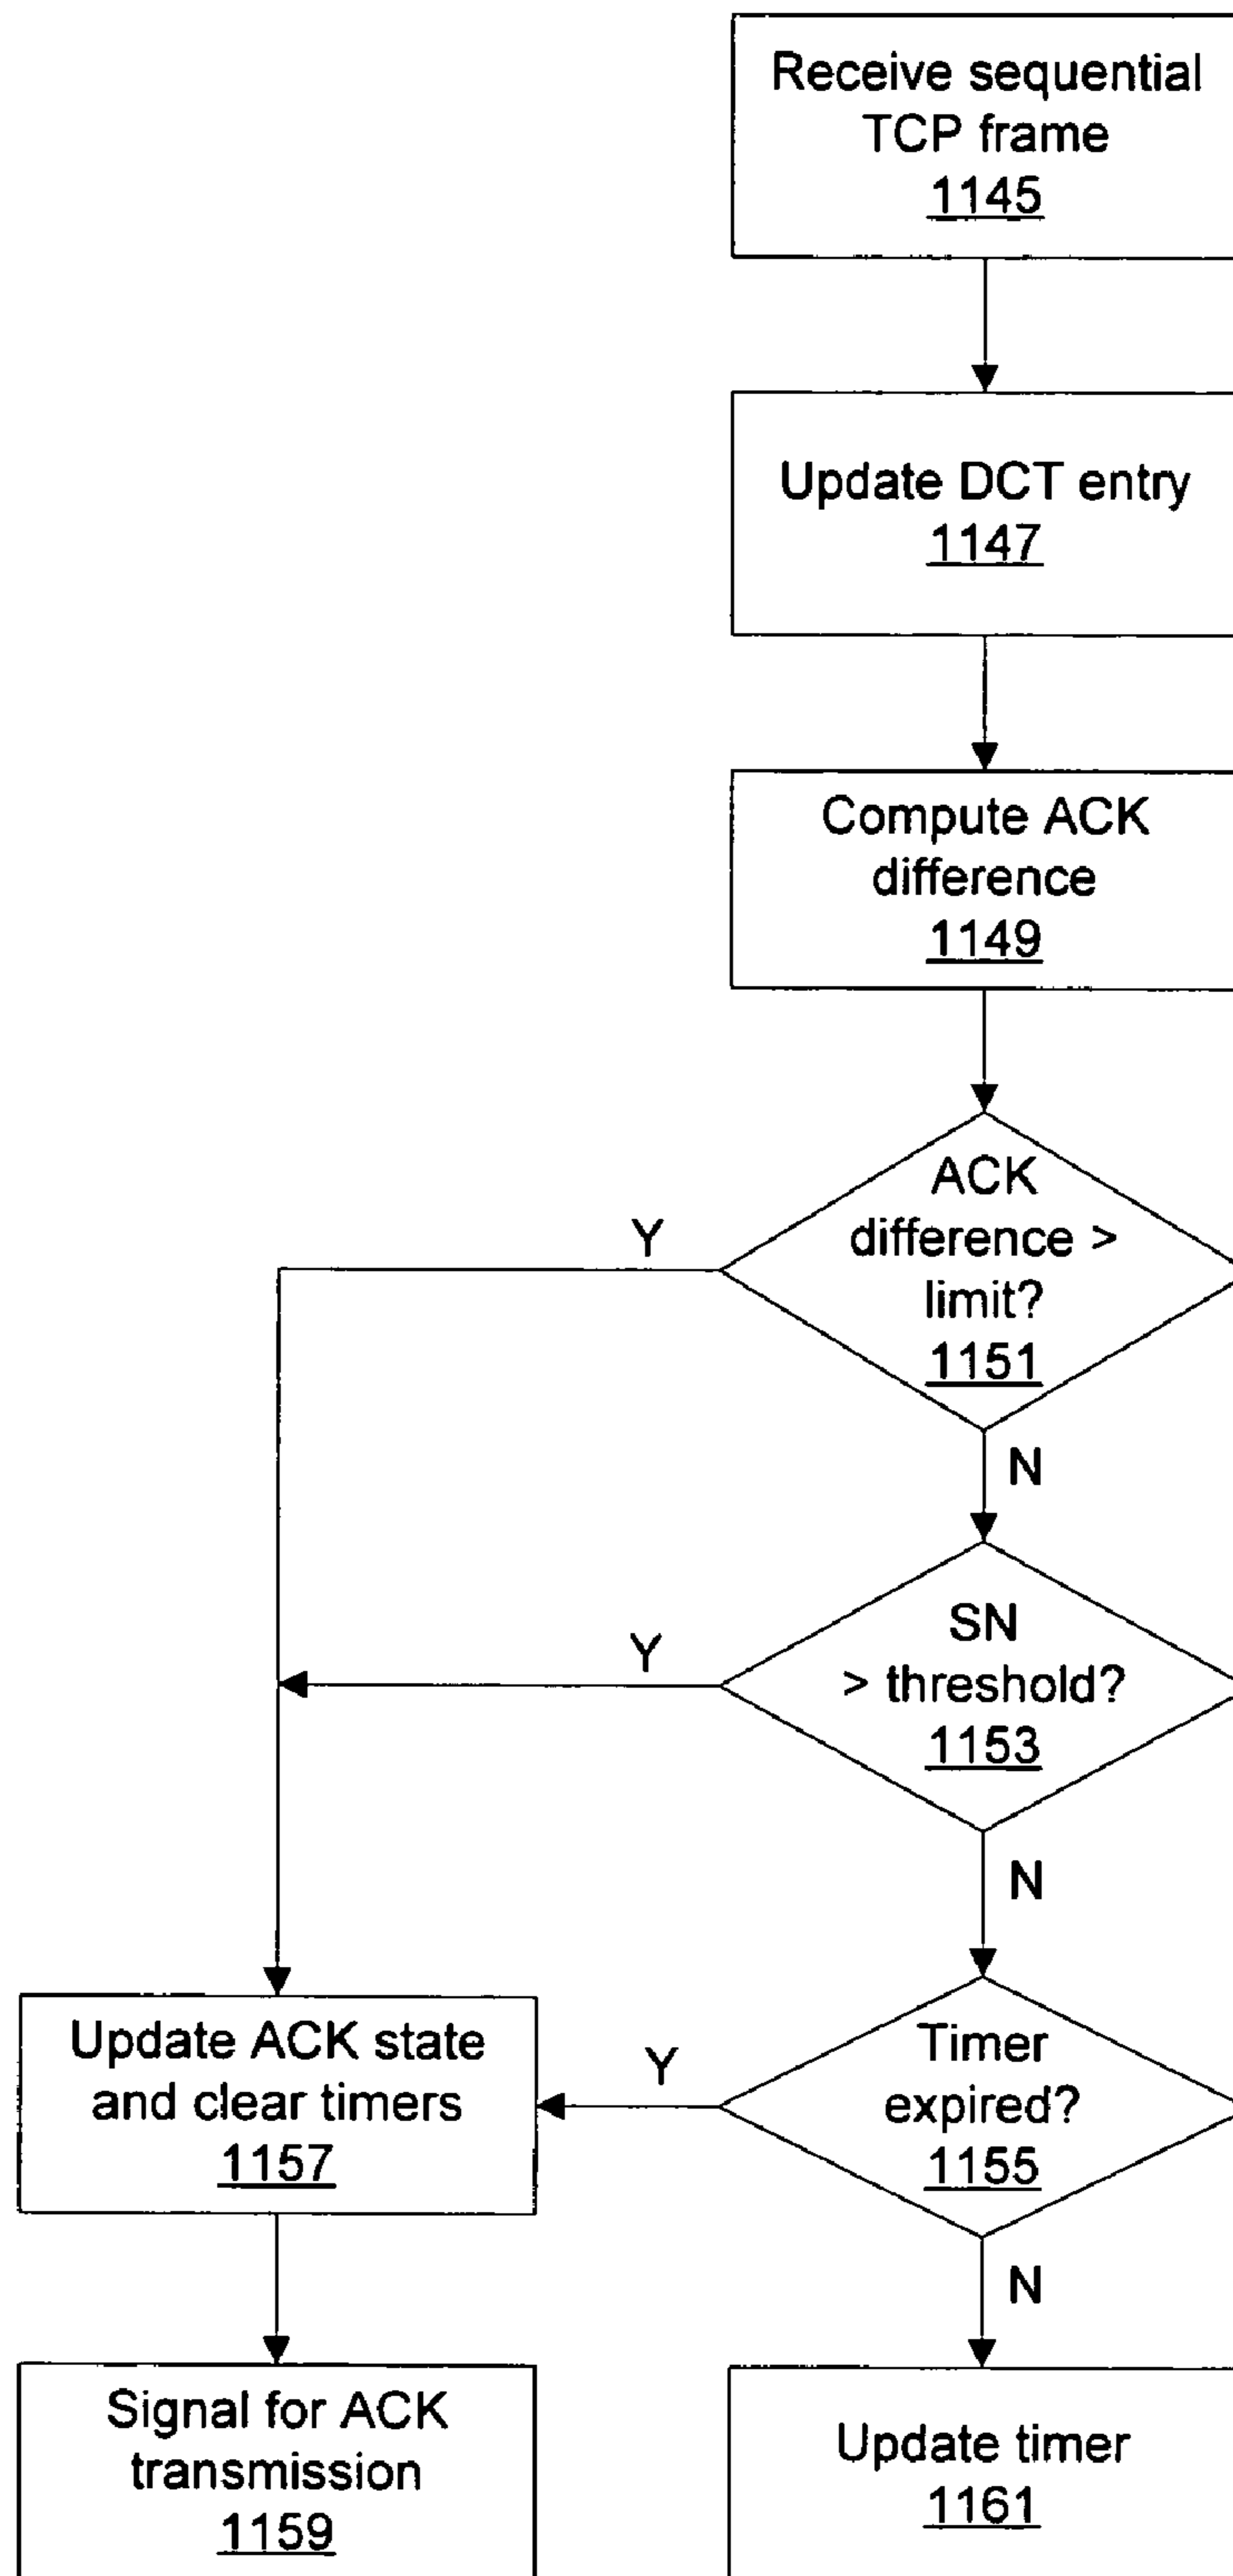 Receive sequential
TCP frame
1145
Update DCT entry
1147
Compute ACK
difference
1149
ACK
difference >
limit?
1151
Y
N
SN
> threshold?
1153
Y
N
Timer
expired?
1155
Y
N
Update ACK state
and clear timers
1157
Signal for ACK
transmission
1159
Update timer
1161